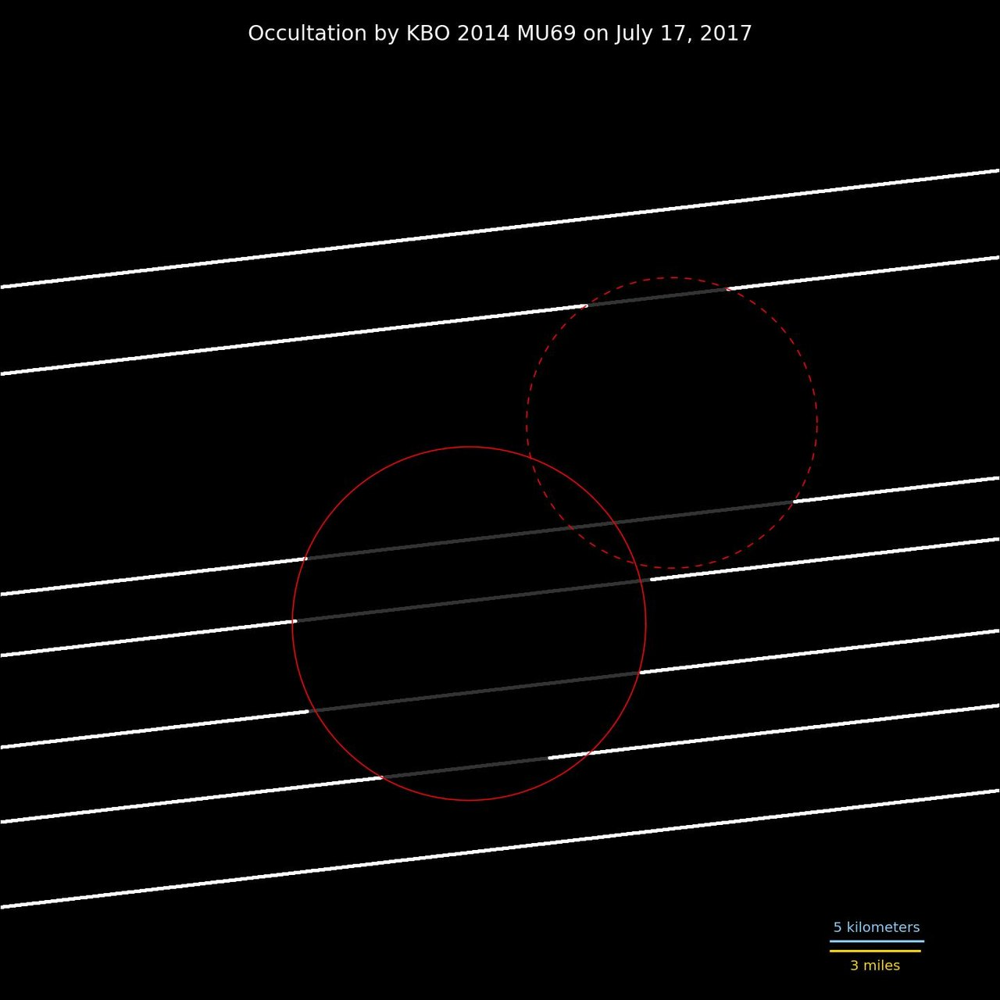 Occultation by KBO 2014 MU69 on July 17, 2017
5 kilometers
3 miles